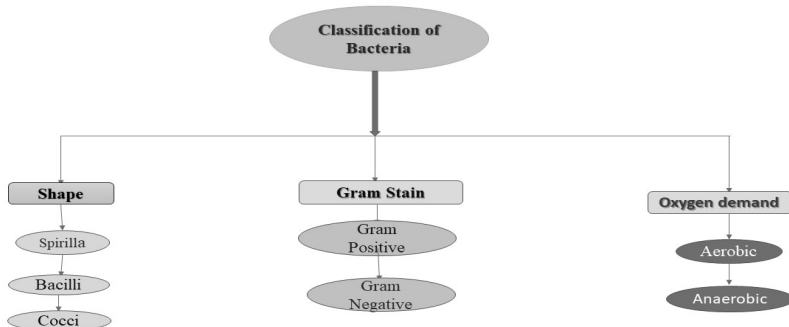 Classification of
Bacteria
Shape
Spirilla
Bacilli
Cocci
Gram Stain
Gram
Positive
Gram
Negative
Oxygen demand
Aerobic
Anaerobic